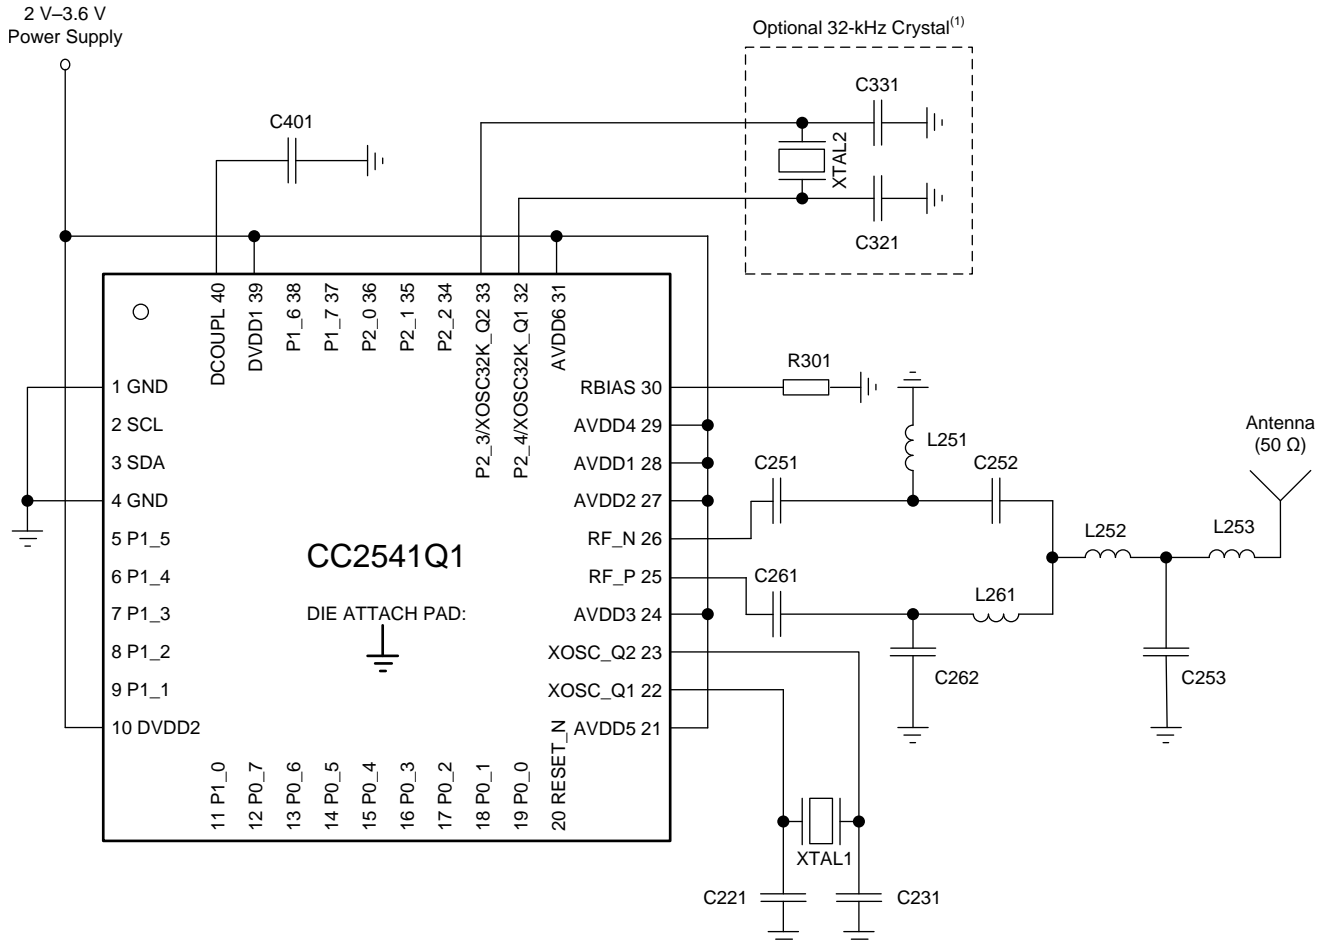 2 V–3.6 V
Power Supply
Optional 32-kHz Crystal(1)
C331
C401
XTAL2
C321
DCOUPL 40
DVDD1 39
P1_6 38
P1_7 37
P2_0 36
P2_1 35
P2_2 34
P2_3/XOSC32K_Q2 33
P2_4/XOSC32K_Q1 32
AVDD6 31
1 GND
2 SCL
3 SDA
4 GND
5 P1_5
6 P1_4
7 P1_3
8 P1_2
9 P1_1
10 DVDD2
CC2541Q1
DIE ATTACH PAD:
RBIAS 30
AVDD4 29
AVDD1 28
AVDD2 27
RF_N 26
RF_P 25
AVDD3 24
XOSC_Q2 23
XOSC_Q1 22
AVDD5 21
11 P1_0
12 P0_7
13 P0_6
14 P0_5
15 P0_4
16 P0_3
17 P0_2
18 P0_1
19 P0_0
20 RESET_N
R301
L251
C251
C252
Antenna
(50 Ω)
L252
L253
C261
L261
C262
C253
XTAL1
C221
C231